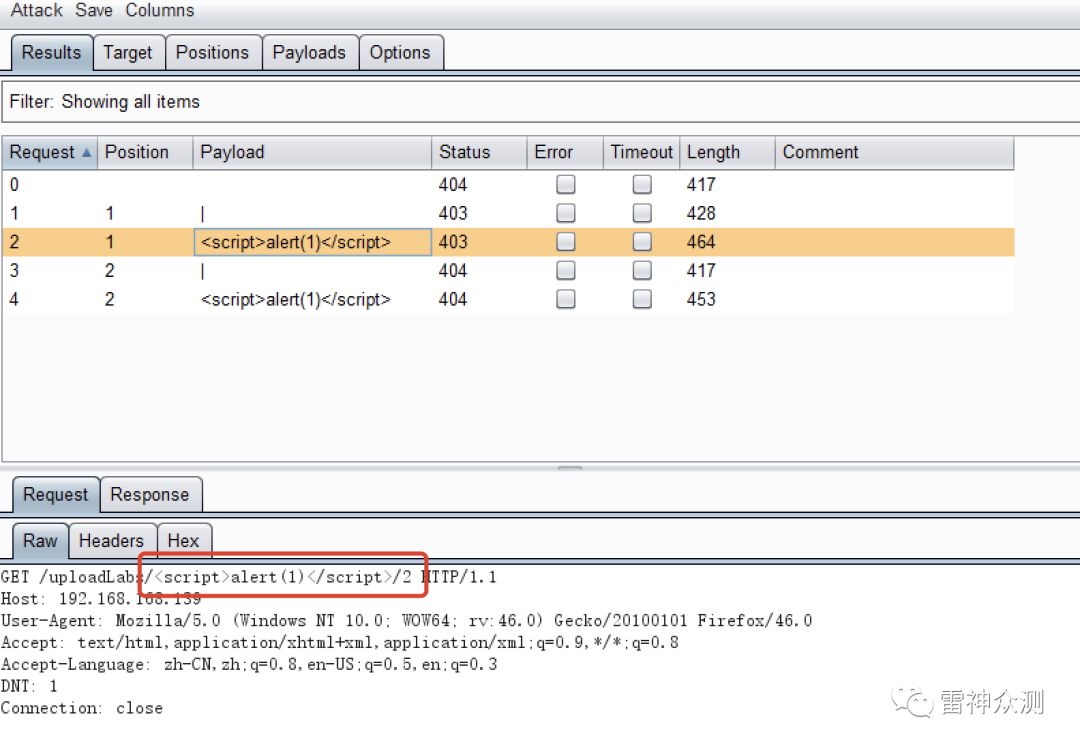 Attack Save Columns
Results Target Positions Payloads Options
Filter: Showing all items
Request Position Payload Status Error Timeout Length Comment
0 404 417
1 1 | 403 428
2 1 <script>alert(1)</script> 403 464
3 2 | 404 417
4 2 <script>alert(1)</script> 404 453
Request Response
Raw Headers Hex
GET /uploadLabs/<script>alert(1)</script>/2 HTTP/1.1
Host: 192.168.168.139
User-Agent: Mozilla/5.0 (Windows NT 10.0; WOW64; rv:46.0) Gecko/20100101 Firefox/46.0
Accept: text/html,application/xhtml+xml,application/xml;q=0.9,*/*;q=0.8
Accept-Language: zh-CN,zh;q=0.8,en-US;q=0.5,en;q=0.3
DNT: 1
Connection: close
雷神众测